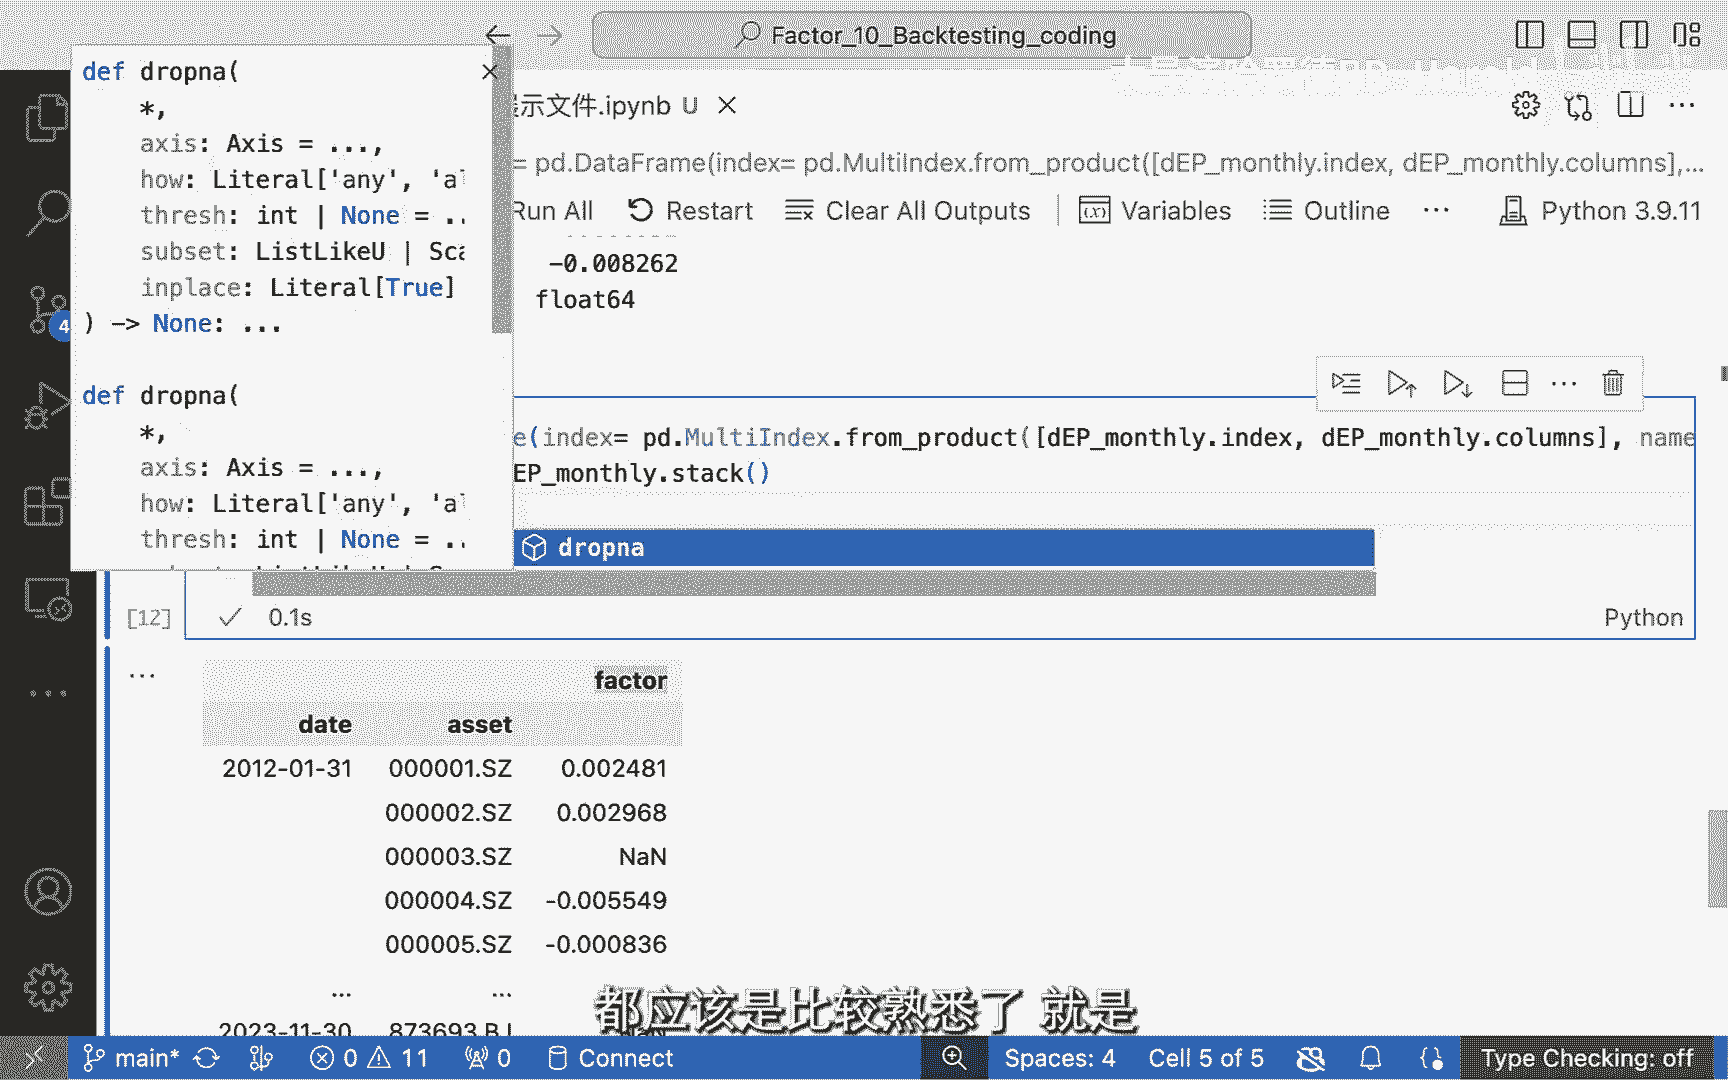 Factor_10_Backtesting_coding
def dropna(
*,
axis: Axis = ...,
how: Literal['any', 'a
thresh: int | None = ..
subset: ListLikeU | Sca
inplace: Literal[True]
) -> None: ...
def dropna(
*,
axis: Axis = ...,
how: Literal['any', 'a
thresh: int | None = ..
示文件.ipynb U
= pd.DataFrame(index= pd.MultiIndex.from_product([dEP_monthly.index, dEP_monthly.columns],...
Run All Restart Clear All Outputs Variables Outline ... Python 3.9.11
-0.008262
float64
e(index= pd.MultiIndex.from_product([dEP_monthly.index, dEP_monthly.columns], name
EP_monthly.stack()
dropna
[12] 0.1s Python
factor
date asset
2012-01-31 000001.SZ 0.002481
000002.SZ 0.002968
000003.SZ NaN
000004.SZ -0.005549
000005.SZ -0.000836
... ...
2023-11-30 873693.BJ
都应该是比较熟悉了 就是
4
main* 0 11 0 Connect Spaces: 4 Cell 5 of 5 Type Checking: off